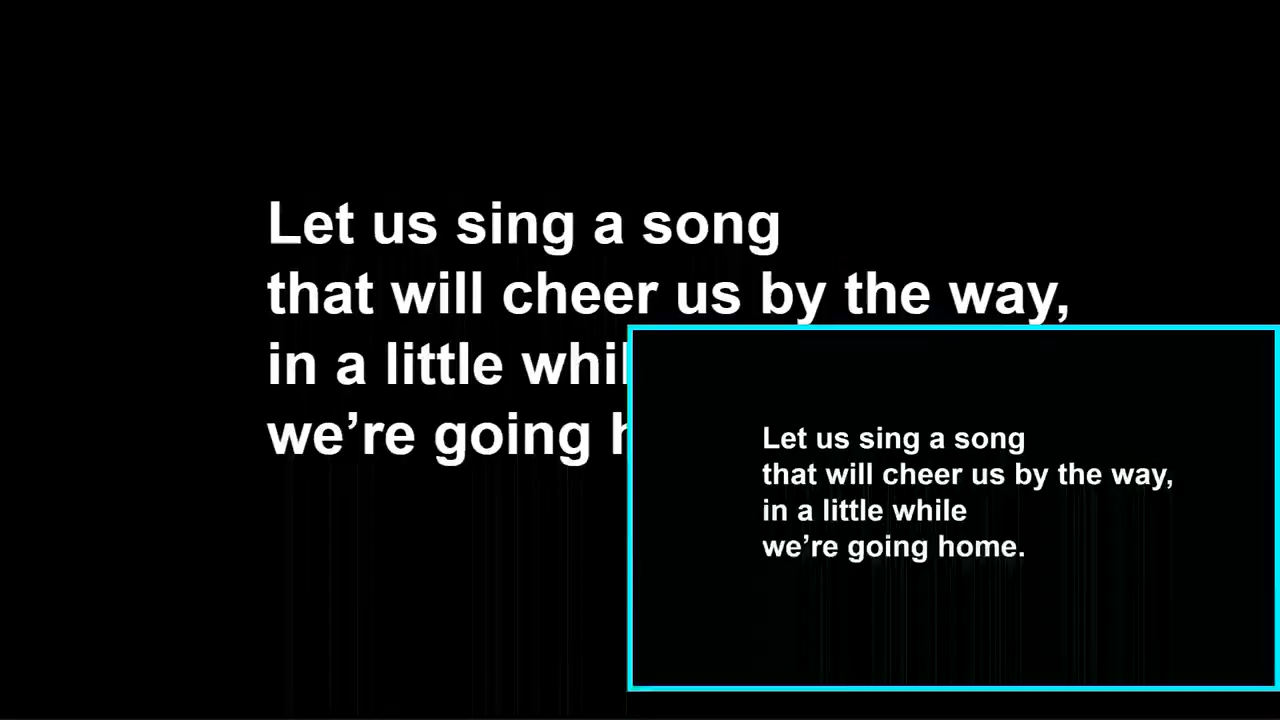 Let us sing a song
that will cheer us by the way,
in a little whil
we’re going h
Let us sing a song
that will cheer us by the way,
in a little while
we’re going home.